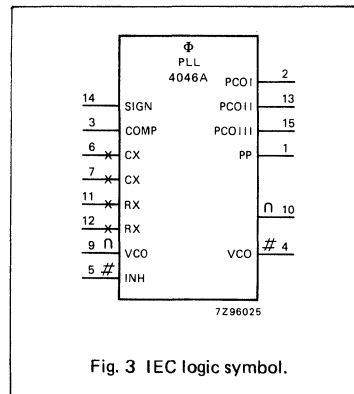 Φ
PLL
4046A
14 SIGN
3 COMP
6 CX
7 CX
11 RX
12 RX
9 ∩ VCO
5 # INH
PCOI 2
PCOII 13
PCOIII 15
PP 1
∩ 10
VCO # 4
7Z96025
Fig. 3 IEC logic symbol.